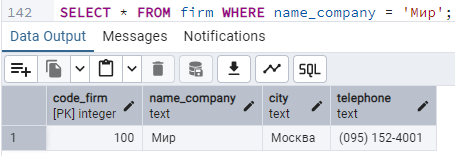 142 SELECT * FROM firm WHERE name_company = 'Мир';
Data Output Messages Notifications
SQL
code_firm name_company city telephone
[PK] integer text text text
1 100 Мир Москва (095) 152-4001